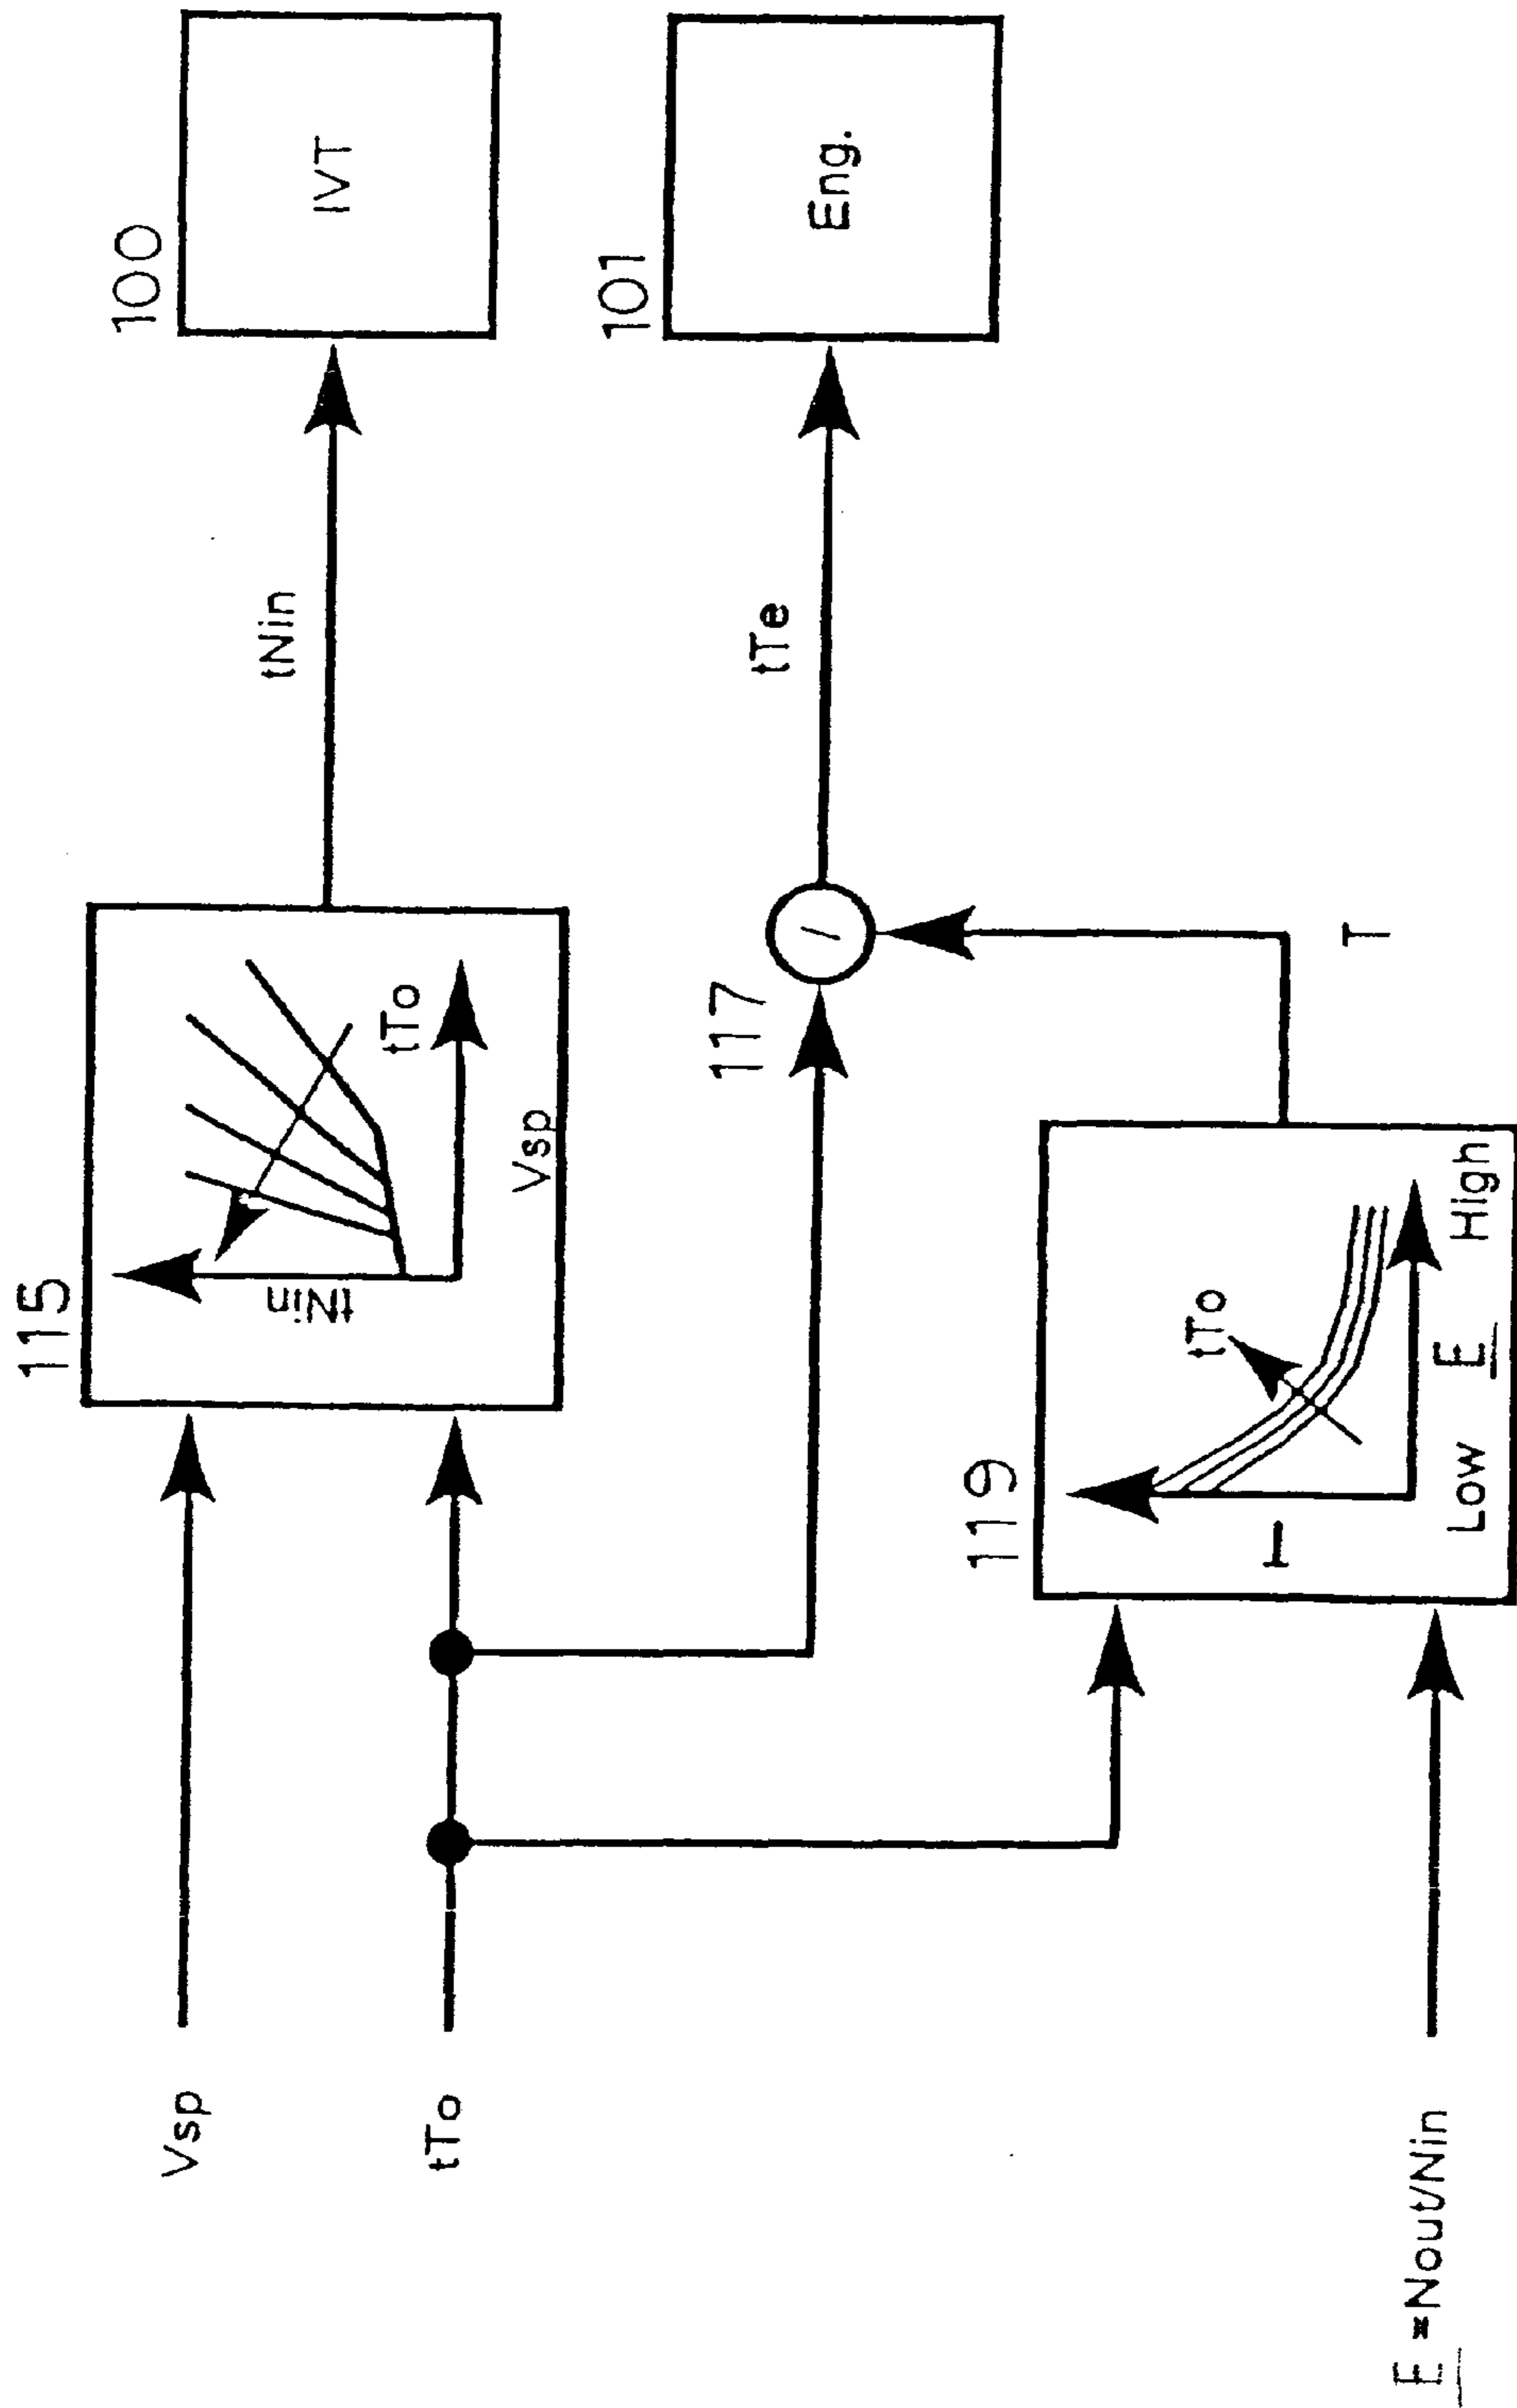 115
tNin
tTo
Vsp
Vsp
tTo
tNin
100
IVT
117
/
tTe
101
Eng.
119
T
tTo
Low E High
T
E =Nout/Nin